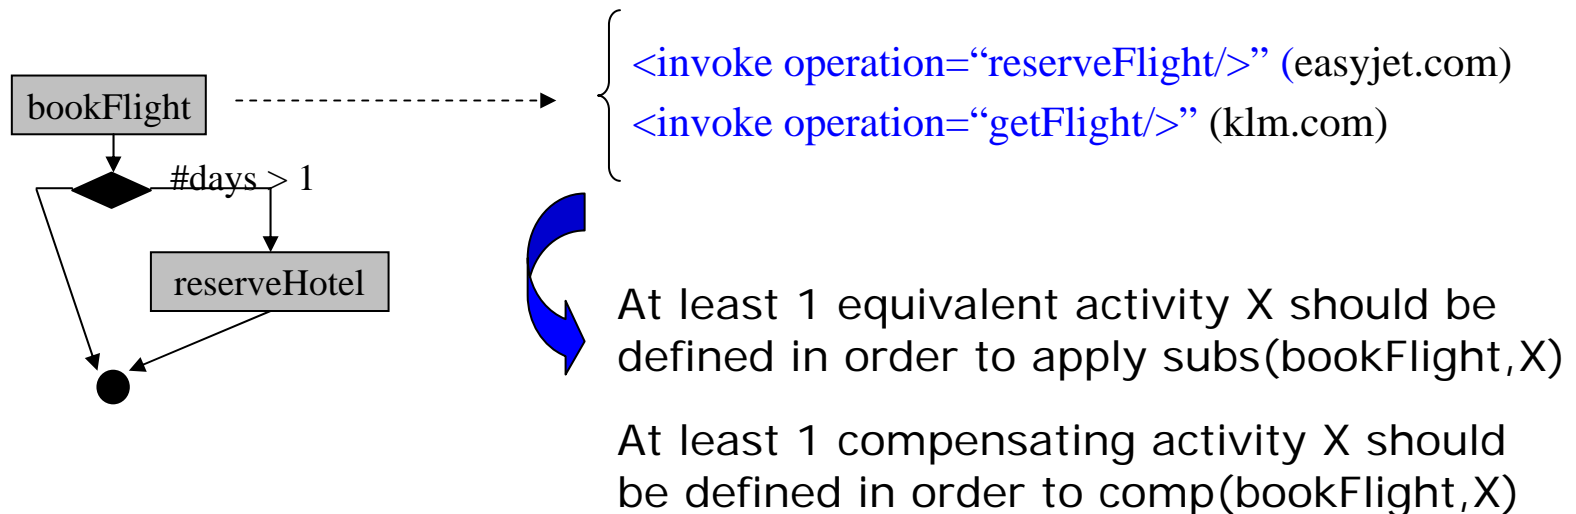 bookFlight
#days > 1
reserveHotel
<invoke operation=“reserveFlight/>” (easyjet.com)
<invoke operation=“getFlight/>” (klm.com)
At least 1 equivalent activity X should be
defined in order to apply subs(bookFlight,X)
At least 1 compensating activity X should
be defined in order to comp(bookFlight,X)